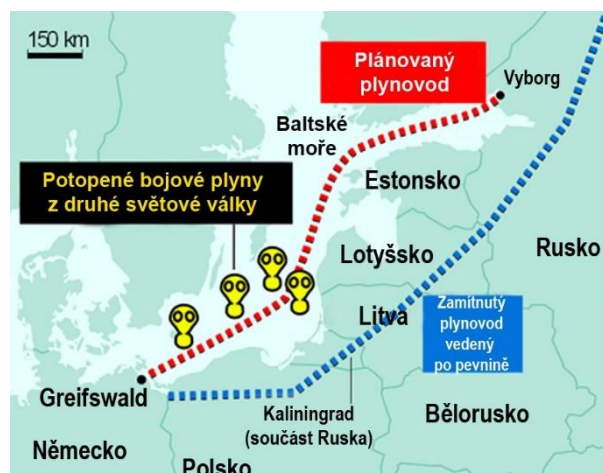 150 km
Plánovaný
plynovod
Vyborg
Baltské
moře
Potopené bojové plyny
z druhé světové války
Estonsko
Lotyšsko
Rusko
Litva
Zamítnutý
plynovod
vedený
po pevnině
Greifswald
Kaliningrad
(součást Ruska)
Bělorusko
Německo
Polsko